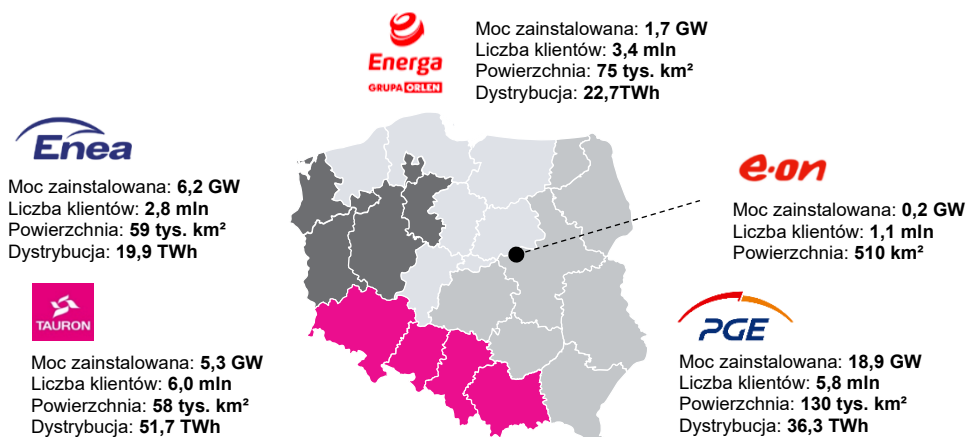 Energa
GRUPA ORLEN
Moc zainstalowana: 1,7 GW
Liczba klientów: 3,4 mln
Powierzchnia: 75 tys. km²
Dystrybucja: 22,7TWh
Enea
Moc zainstalowana: 6,2 GW
Liczba klientów: 2,8 mln
Powierzchnia: 59 tys. km²
Dystrybucja: 19,9 TWh
e·on
Moc zainstalowana: 0,2 GW
Liczba klientów: 1,1 mln
Powierzchnia: 510 km²
TAURON
Moc zainstalowana: 5,3 GW
Liczba klientów: 6,0 mln
Powierzchnia: 58 tys. km²
Dystrybucja: 51,7 TWh
PGE
Moc zainstalowana: 18,9 GW
Liczba klientów: 5,8 mln
Powierzchnia: 130 tys. km²
Dystrybucja: 36,3 TWh